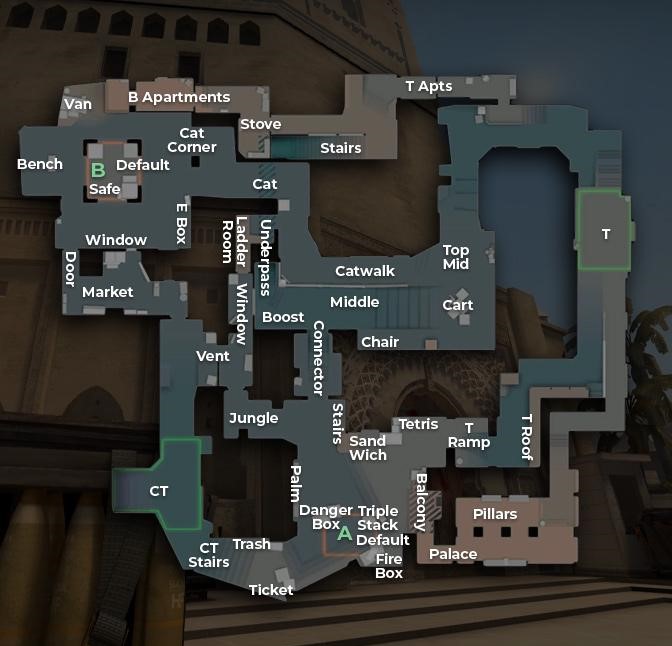 T Apts
Van
B Apartments
Stove
Cat
Corner
Stairs
Bench
B
Default
Safe
Cat
E Box
Ladder
Room
Underpass
T
Window
Door
Top
Mid
Catwalk
Market
Window
Middle
Cart
Boost
Connector
Chair
Vent
Jungle
Stairs
Tetris
T
Ramp
T Roof
Sand
Wich
CT
Palm
Balcony
Danger
Box
Triple
Stack
Default
A
Pillars
CT
Stairs
Trash
Fire
Box
Palace
Ticket